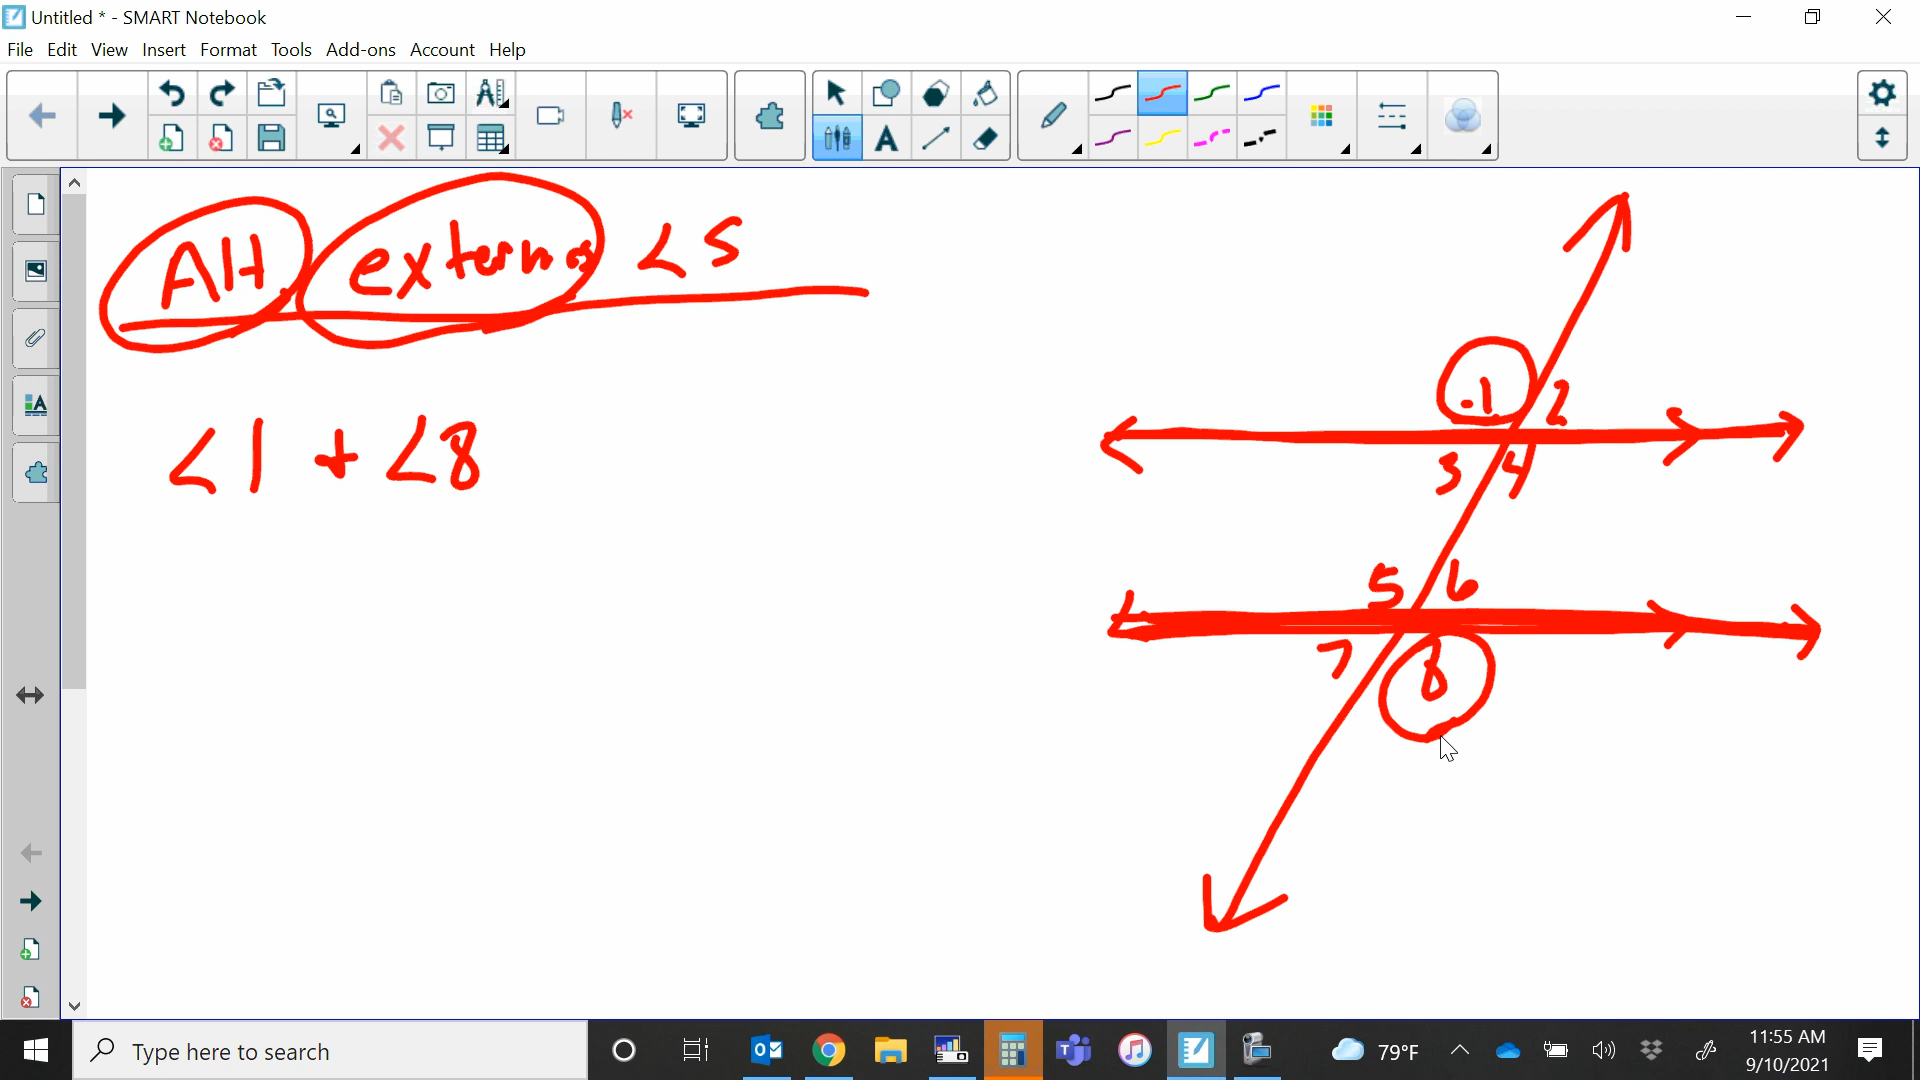 Untitled * - SMART Notebook
File Edit View Insert Format Tools Add-ons Account Help
Alt. external <s
<1 + <8
1 2
3 4
5 6
7 8
Type here to search
79°F
11:55 AM
9/10/2021